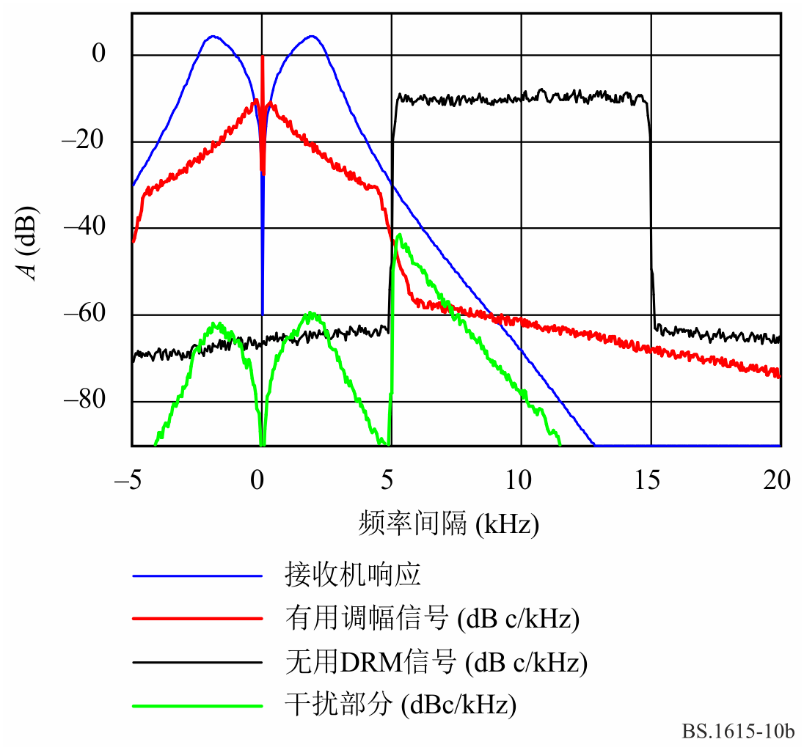 0
–20
–40
–60
–80
A (dB)
–5
0
5
10
15
20
频率间隔 (kHz)
接收机响应
有用调幅信号 (dB c/kHz)
无用DRM信号 (dB c/kHz)
干扰部分 (dBc/kHz)
BS.1615-10b